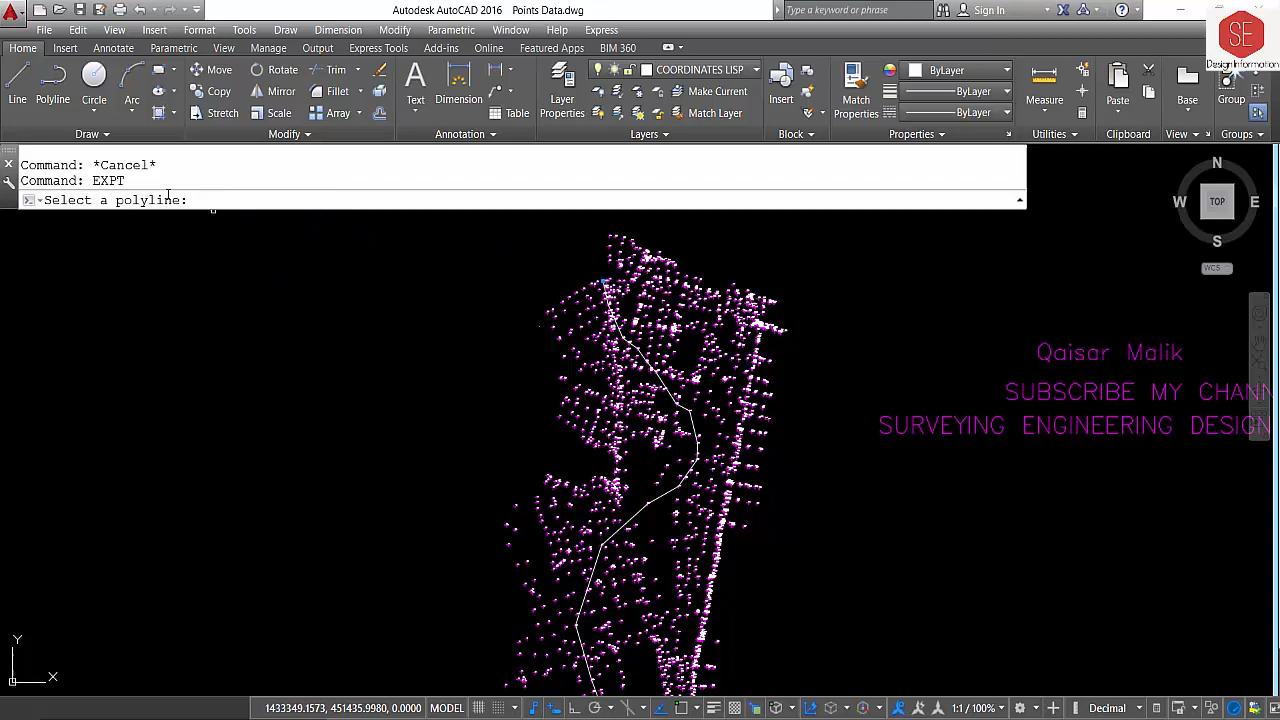 Autodesk AutoCAD 2016 Points Data.dwg
Type a keyword or phrase
Sign In
File Edit View Insert Format Tools Draw Dimension Modify Parametric Window Help Express
Home Insert Annotate Parametric View Manage Output Express Tools Add-ins Online Featured Apps BIM 360
SE
Design Information
Line Polyline Circle Arc
Move Rotate Trim
Copy Mirror Fillet
Stretch Scale Array
Text Dimension Table
Layer Properties
COORDINATES LISP
Make Current
Match Layer
Insert
Match Properties
ByLayer
ByLayer
ByLayer
Measure
Paste
Base
Group
Draw Modify Annotation Layers Block Properties Utilities Clipboard View Groups
Command: *Cancel*
Command: EXPT
Select a polyline:
N
W TOP E
S
WCS
Qaisar Malik
SUBSCRIBE MY CHANN
SURVEYING ENGINEERING DESIGN
Y
X
1433349.1573, 451435.9980, 0.0000 MODEL 1:1 / 100% Decimal